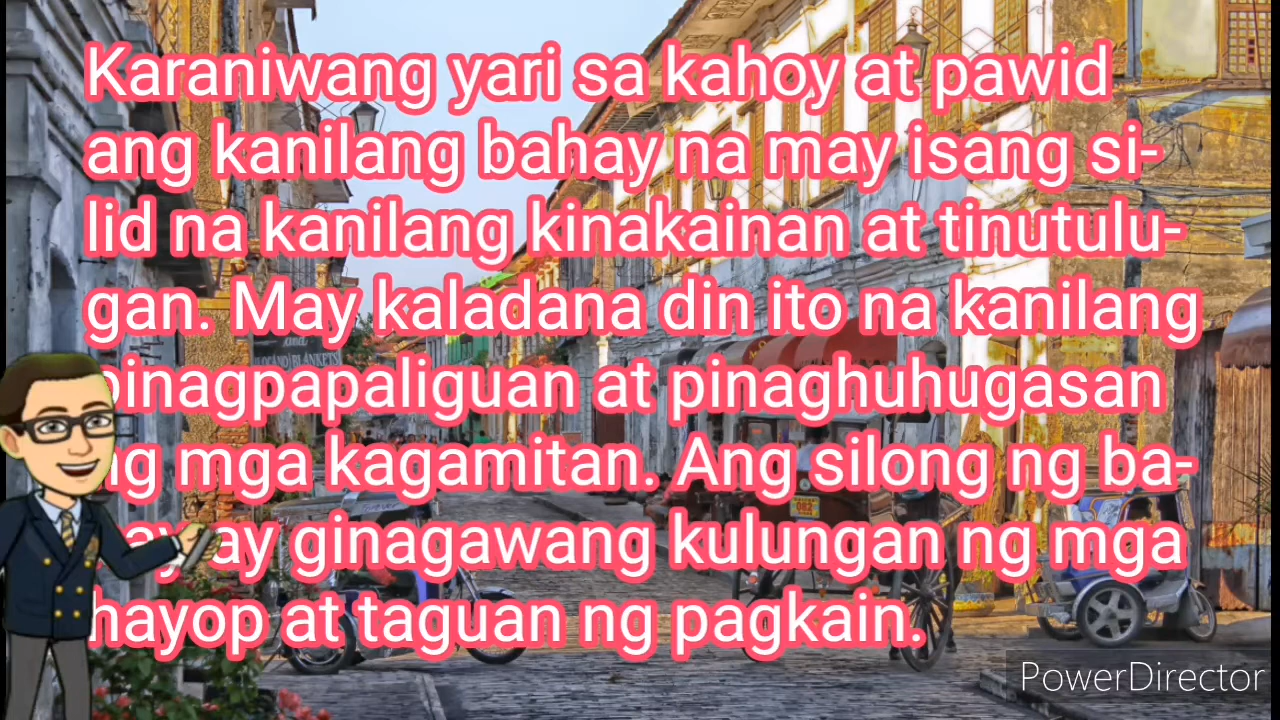 Karaniwang yari sa kahoy at pawid
ang kanilang bahay na may isang si-
lid na kanilang kinakainan at tinutulu-
gan. May kaladana din ito na kanilang
pinagpapaliguan at pinaghuhugasan
ng mga kagamitan. Ang silong ng ba-
hay ay ginagawang kulungan ng mga
hayop at taguan ng pagkain.
082
PowerDirector